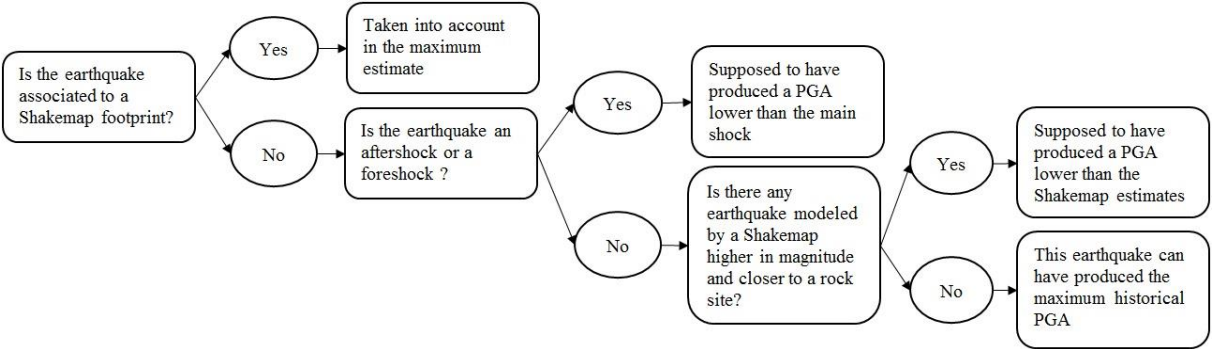 Is the earthquake
associated to a
Shakemap footprint?
Yes
Taken into account
in the maximum
estimate
No
Is the earthquake an
aftershock or a
foreshock ?
Yes
Supposed to have
produced a PGA
lower than the main
shock
No
Is there any
earthquake modeled
by a Shakemap
higher in magnitude
and closer to a rock
site?
Yes
Supposed to have
produced a PGA
lower than the
Shakemap estimates
No
This earthquake can
have produced the
maximum historical
PGA